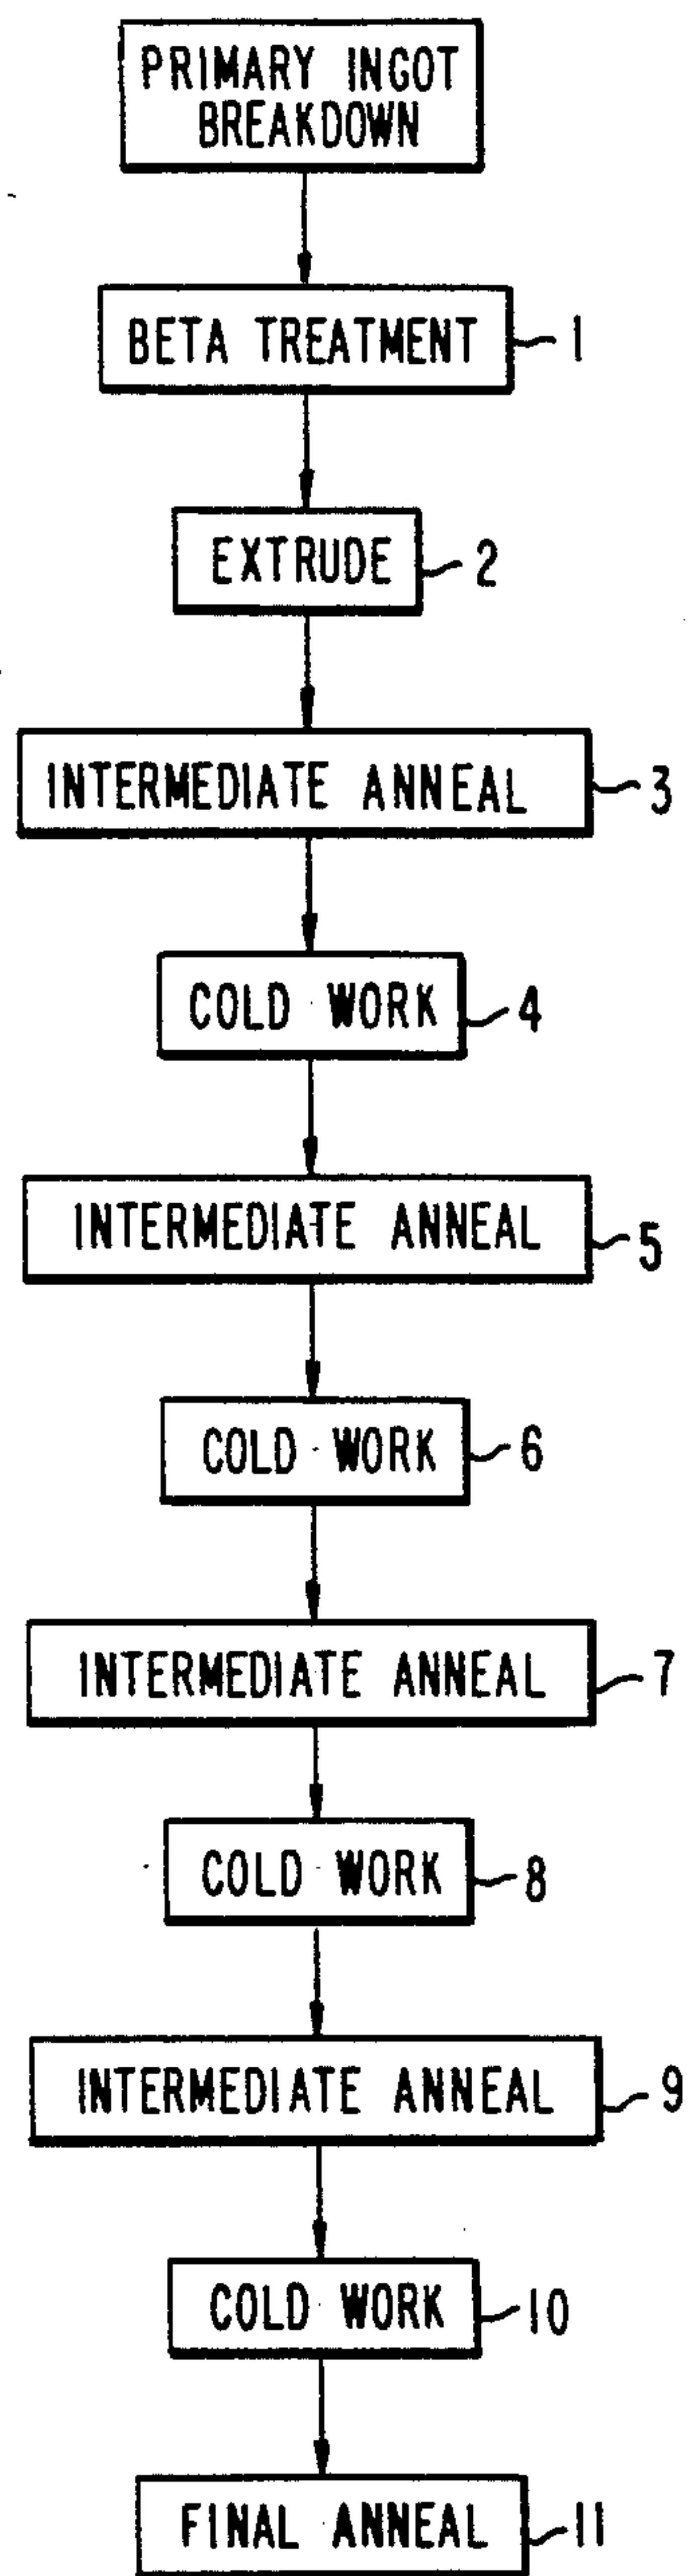 PRIMARY INGOT
BREAKDOWN
BETA TREATMENT 1
EXTRUDE 2
INTERMEDIATE ANNEAL 3
COLD WORK 4
INTERMEDIATE ANNEAL 5
COLD WORK 6
INTERMEDIATE ANNEAL 7
COLD WORK 8
INTERMEDIATE ANNEAL 9
COLD WORK 10
FINAL ANNEAL 11